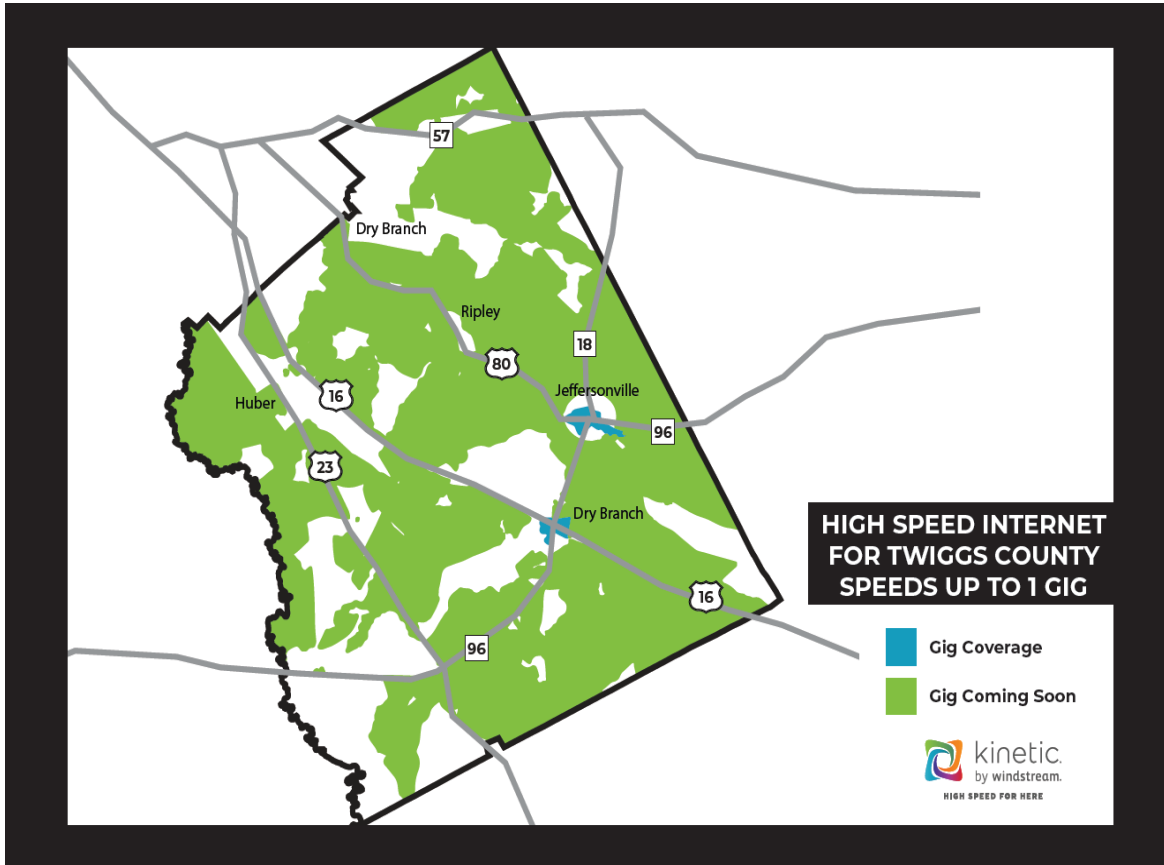 57
Dry Branch
Ripley
18
80
Jeffersonville
16
Huber
96
23
Dry Branch
HIGH SPEED INTERNET
FOR TWIGGS COUNTY
SPEEDS UP TO 1 GIG
16
96
Gig Coverage
Gig Coming Soon
kinetic.
by windstream.
HIGH SPEED FOR HERE